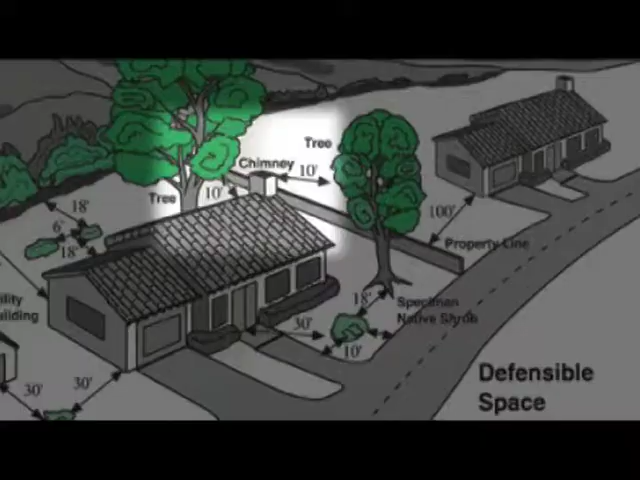 Tree
Chimney
10'
Tree
10'
18'
6'
18'
100'
Property Line
ility
uilding
18'
Specman
Native Shrub
30'
10'
30'
30'
Defensible
Space